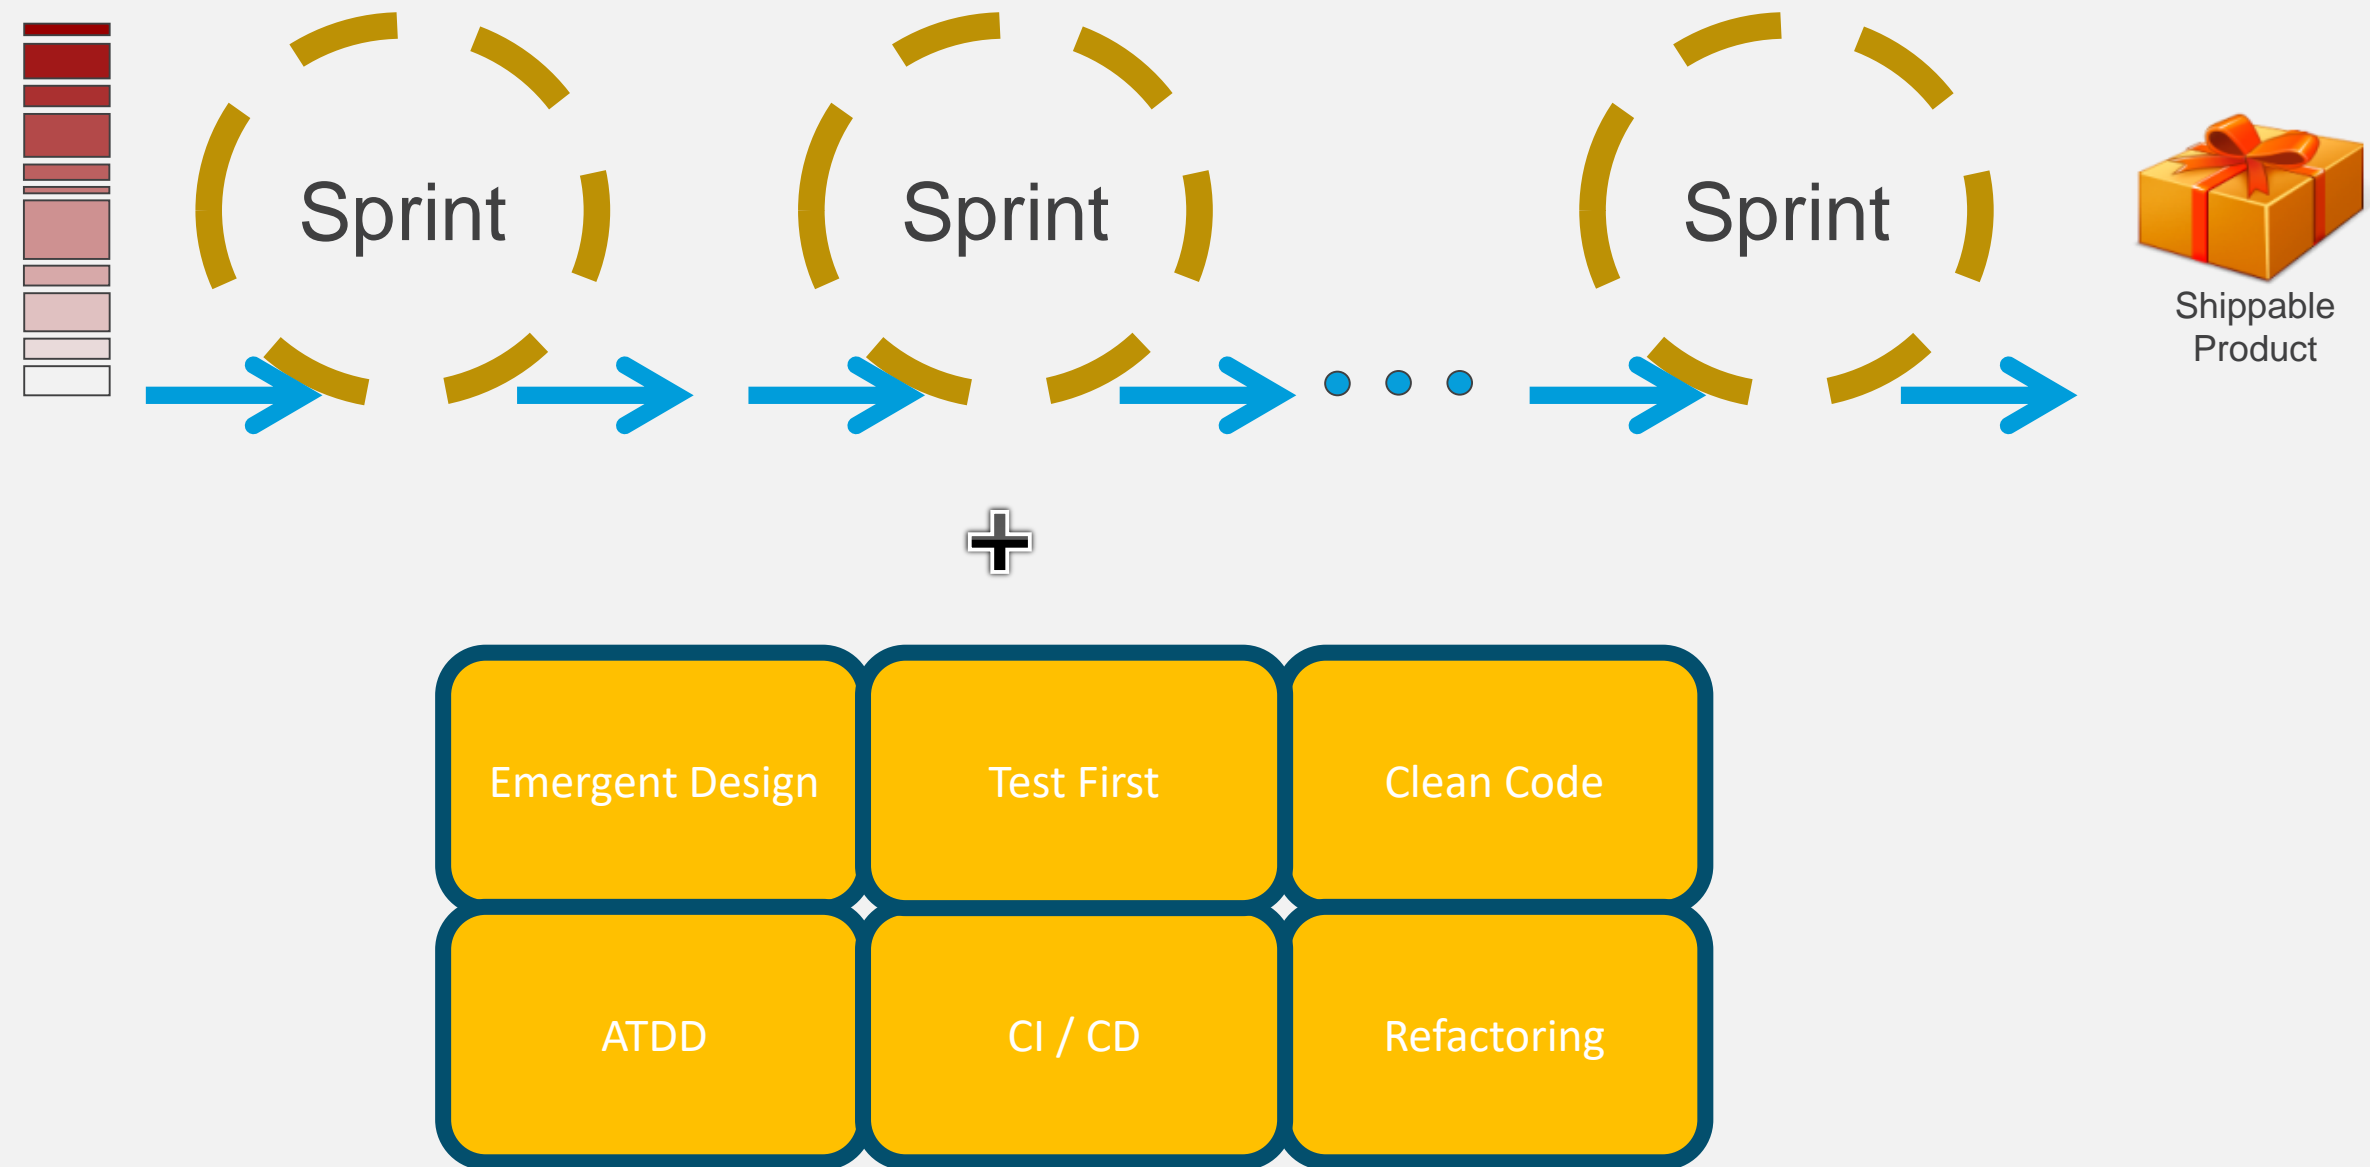 Sprint
Sprint
Sprint
Shippable
Product
Emergent Design
Test First
Clean Code
ATDD
CI / CD
Refactoring